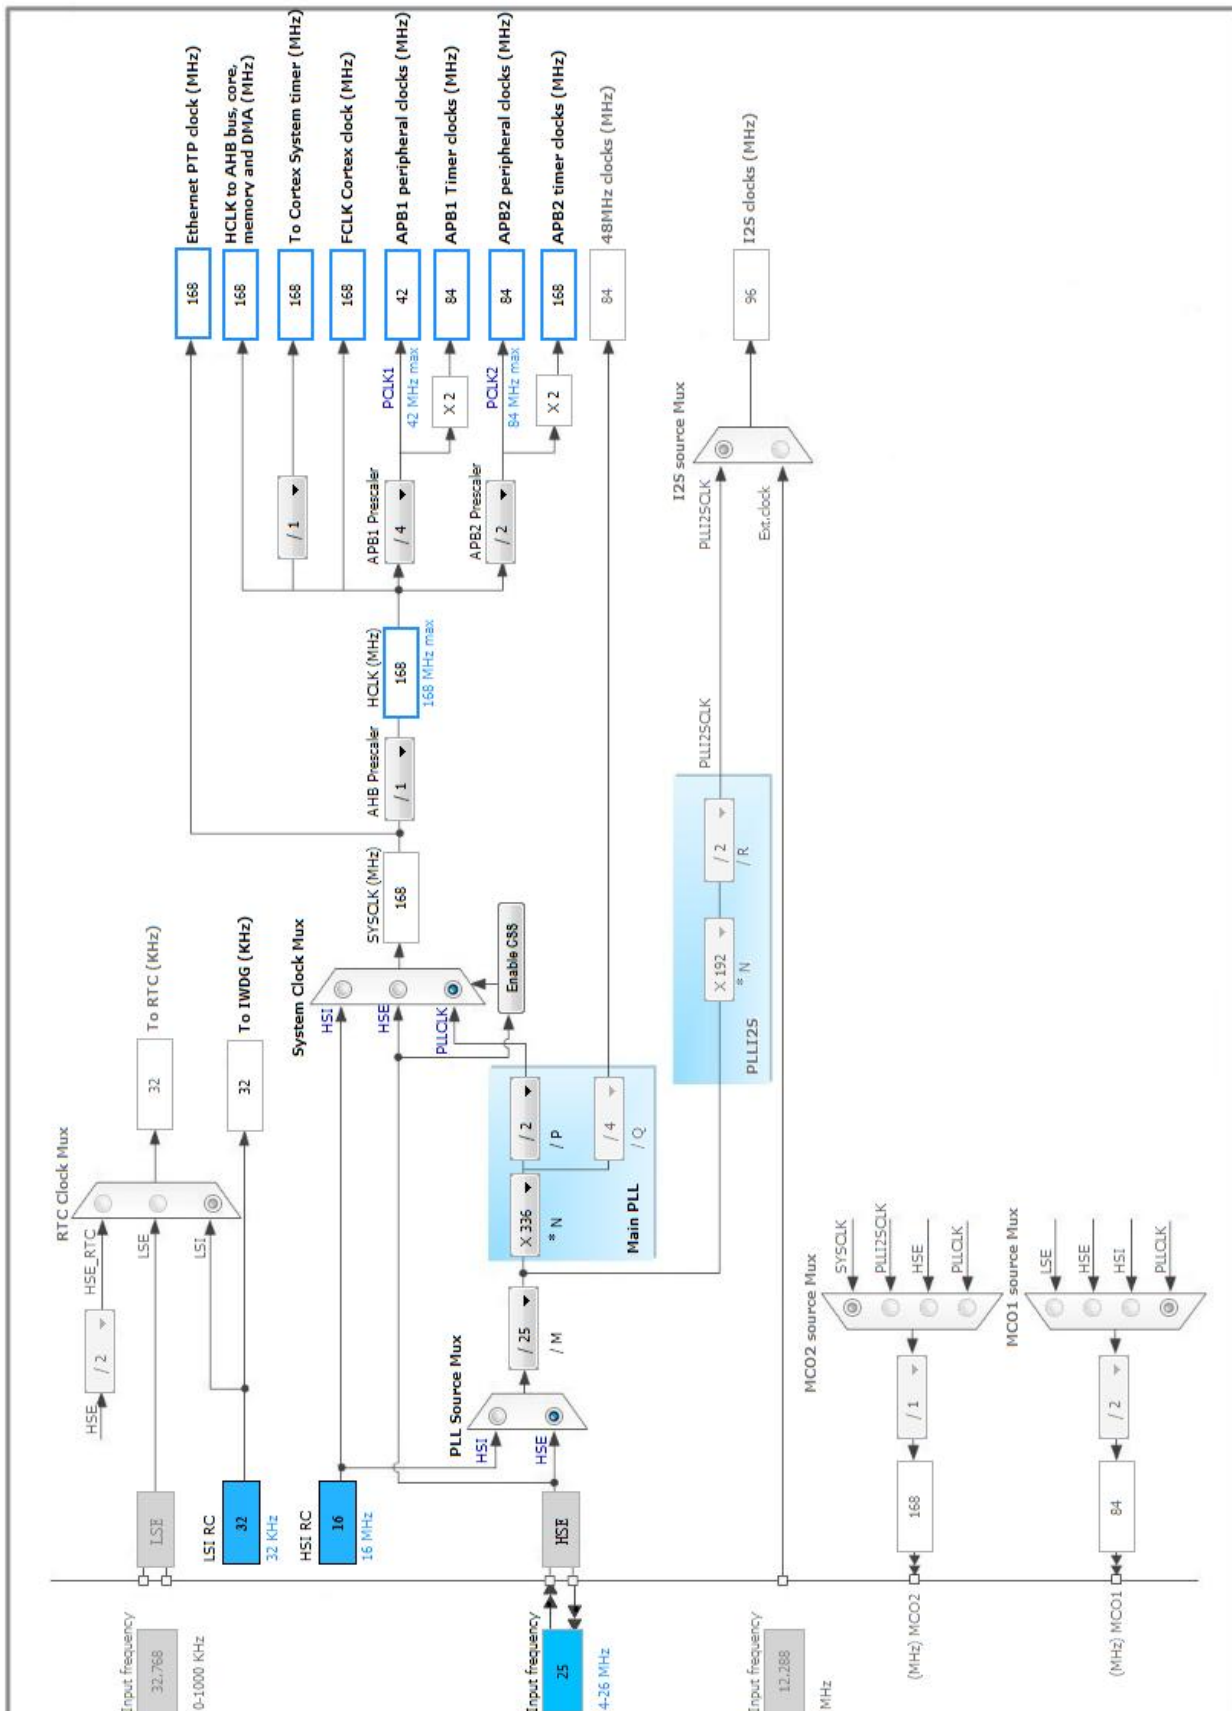 Input frequency
32.768
0-1000 KHz
LSE
HSE
/ 2
HSE_RTC
LSE
LSI
RTC Clock Mux
32
To RTC (KHz)
LSI RC
32
32 KHz
32
To IWDG (KHz)
HSI RC
16
16 MHz
Input frequency
25
4-26 MHz
HSE
PLL Source Mux
HSI
HSE
/ 25
/ M
X 336
* N
/ 2
/ P
/ 4
/ Q
Main PLL
System Clock Mux
HSI
HSE
PLLCLK
Enable CSS
SYSCLK (MHz)
168
AHB Prescaler
/ 1
HCLK (MHz)
168
168 MHz max
/ 1
APB1 Prescaler
/ 4
PCLK1
42 MHz max
X 2
APB2 Prescaler
/ 2
PCLK2
84 MHz max
X 2
168
Ethernet PTP clock (MHz)
168
HCLK to AHB bus, core,
memory and DMA (MHz)
168
To Cortex System timer (MHz)
168
FCLK Cortex clock (MHz)
42
APB1 peripheral clocks (MHz)
84
APB1 Timer clocks (MHz)
84
APB2 peripheral clocks (MHz)
168
APB2 timer clocks (MHz)
84
48MHz clocks (MHz)
PLLI2S
X 192
* N
/ 2
/ R
PLLI2SCLK
PLLI2SCLK
Ext.clock
I2S source Mux
96
I2S clocks (MHz)
Input frequency
12.288
MHz
(MHz) MCO2
168
/ 1
MCO2 source Mux
SYSCLK
PLLI2SCLK
HSE
PLLCLK
(MHz) MCO1
84
/ 2
MCO1 source Mux
LSE
HSE
HSI
PLLCLK